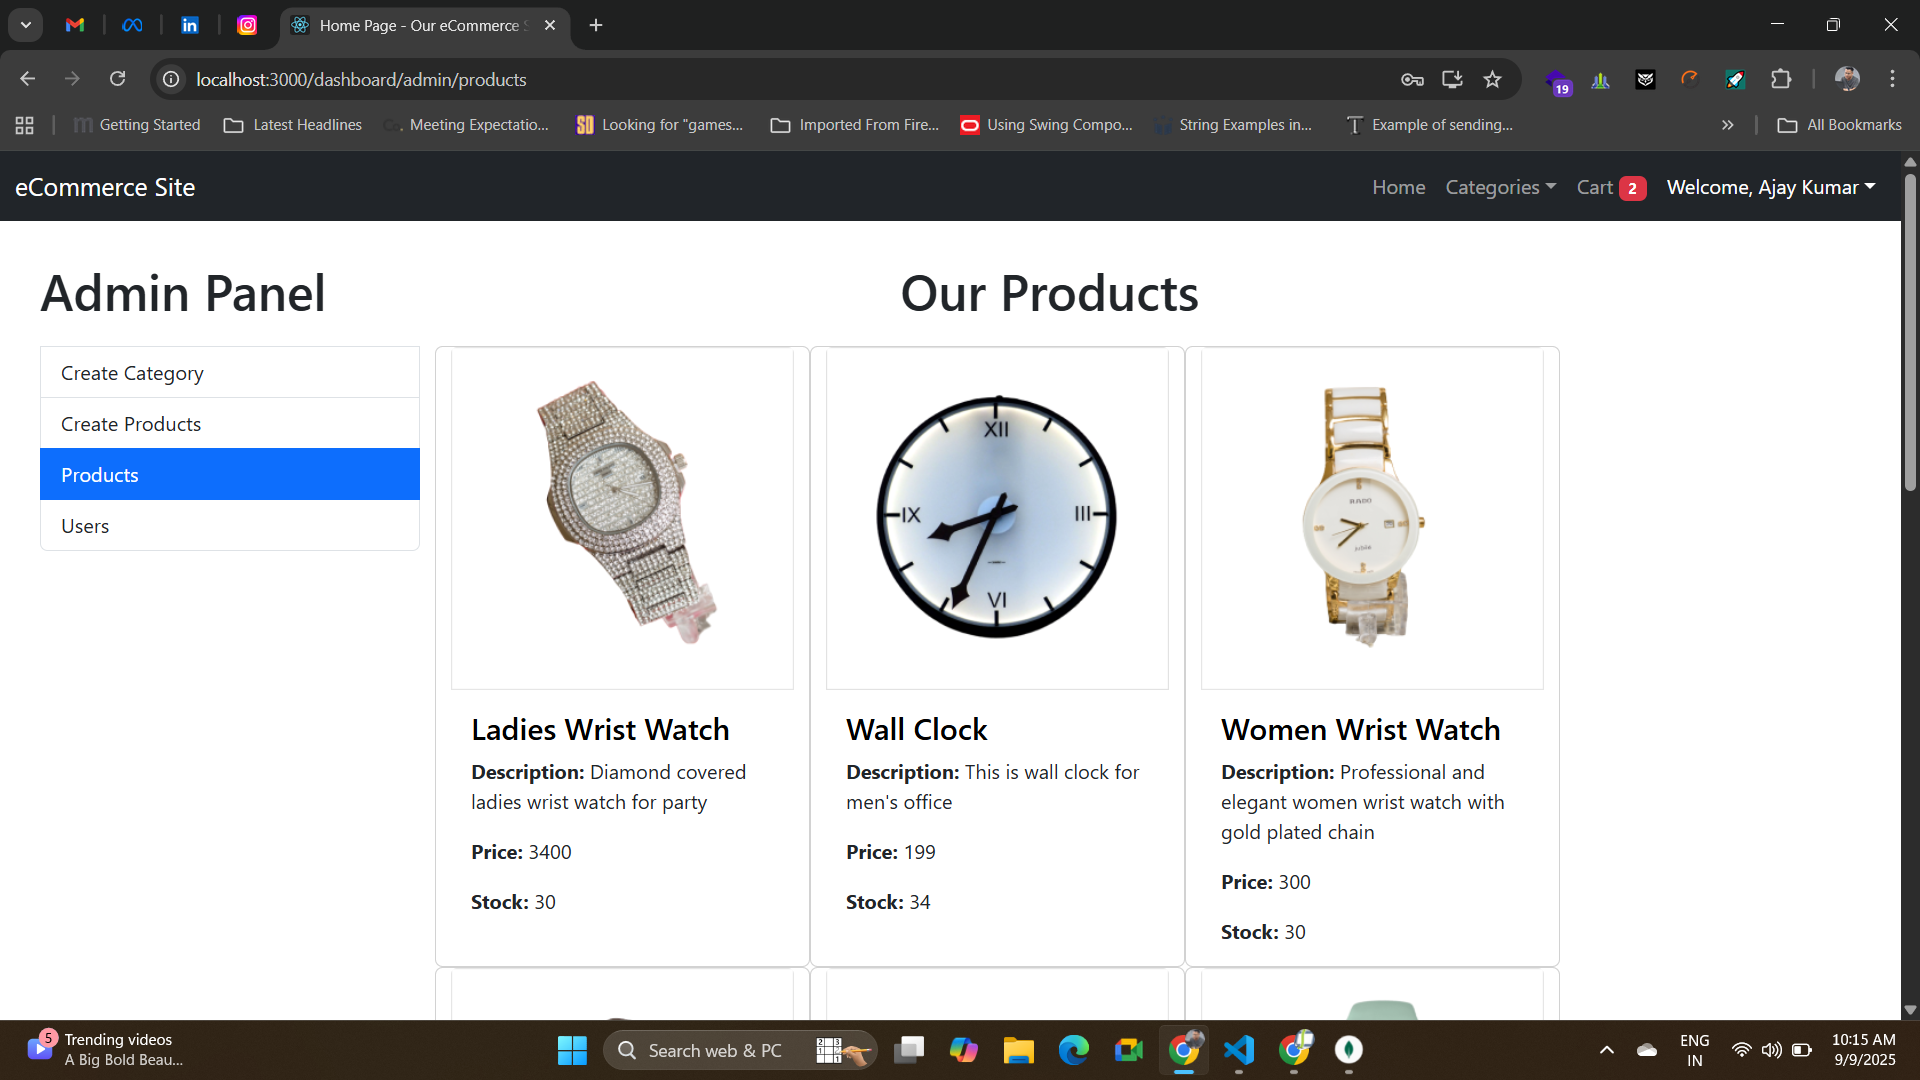 Home Page - Our eCommerce S
localhost:3000/dashboard/admin/products
19
Getting Started
Latest Headlines
Meeting Expectatio...
Looking for "games...
Imported From Fire...
Using Swing Compo...
String Examples in...
Example of sending...
All Bookmarks
eCommerce Site
Home
Categories
Cart 2
Welcome, Ajay Kumar
Admin Panel
Create Category
Create Products
Products
Users
Our Products
XII
III
VI
IX
RADO
Ladies Wrist Watch
Description: Diamond covered
ladies wrist watch for party
Price: 3400
Stock: 30
Wall Clock
Description: This is wall clock for
men's office
Price: 199
Stock: 34
Women Wrist Watch
Description: Professional and
elegant women wrist watch with
gold plated chain
Price: 300
Stock: 30
5
Trending videos
A Big Bold Beau...
Search web & PC
ENG
IN
10:15 AM
9/9/2025